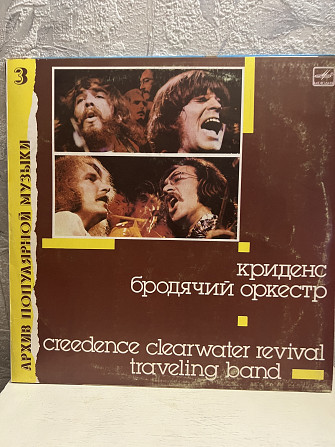 3
АРХИВ ПОПУЛЯРНОЙ МУЗЫКИ
криденс
бродячий оркестр
creedence clearwater revival
traveling band